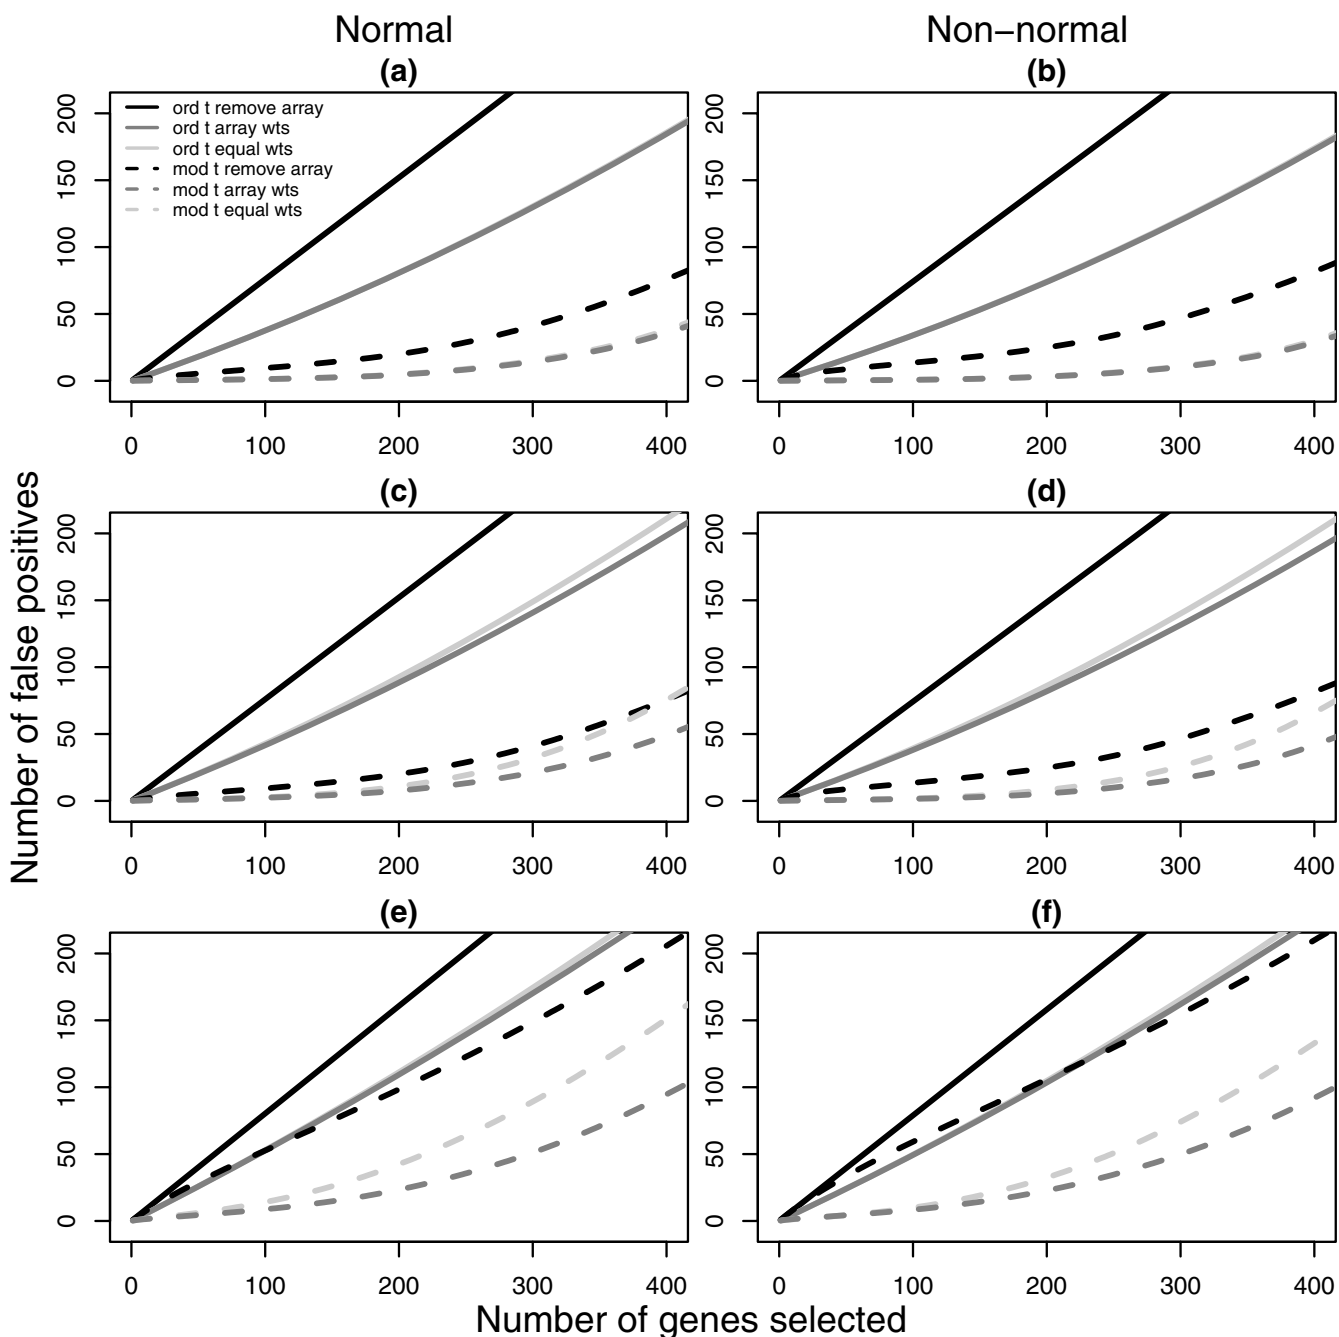 Normal
Non−normal
(a)
(b)
ord t remove array
ord t array wts
ord t equal wts
mod t remove array
mod t array wts
mod t equal wts
0 50 100 150 200
0 100 200 300 400
0 50 100 150 200
0 100 200 300 400
(c)
(d)
0 50 100 150 200
0 100 200 300 400
0 50 100 150 200
0 100 200 300 400
(e)
(f)
0 50 100 150 200
0 100 200 300 400
0 50 100 150 200
0 100 200 300 400
Number of false positives
Number of genes selected